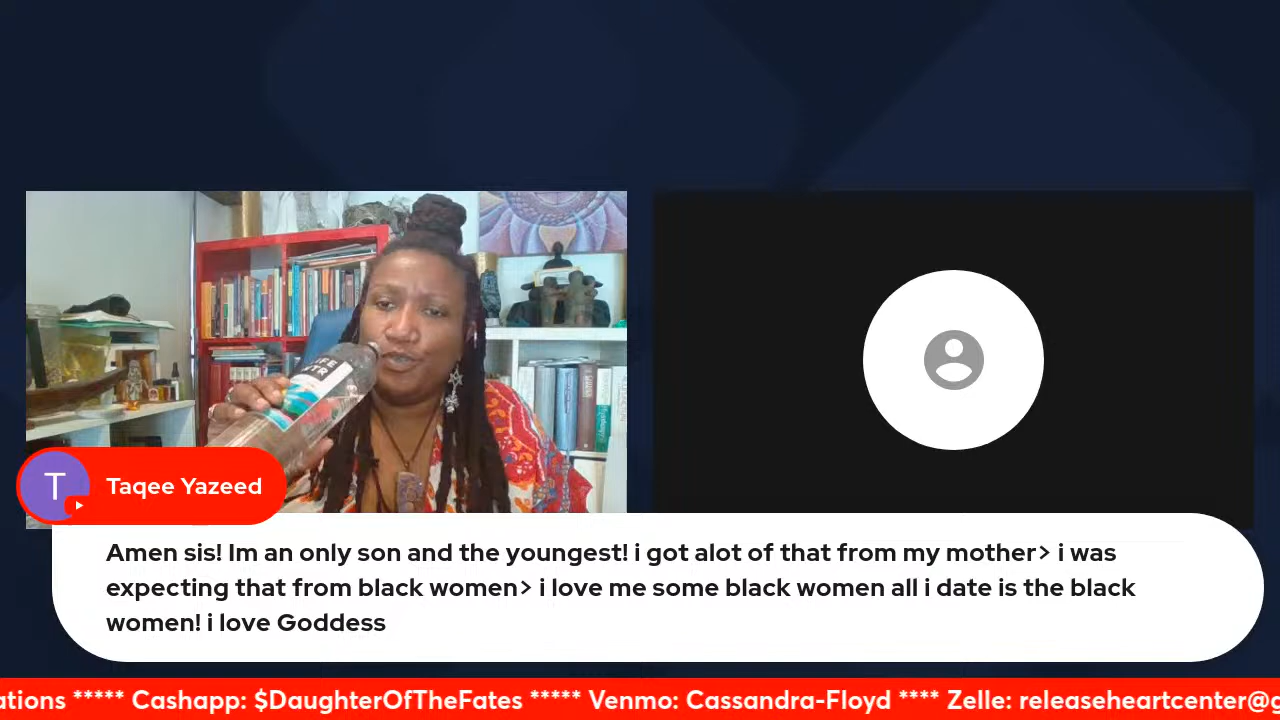 Taqee Yazeed
Amen sis! Im an only son and the youngest! i got alot of that from my mother> i was
expecting that from black women> i love me some black women all i date is the black
women! i love Goddess
ations ***** Cashapp: $DaughterOfTheFates ***** Venmo: Cassandra-Floyd **** Zelle: releaseheartcenter@g